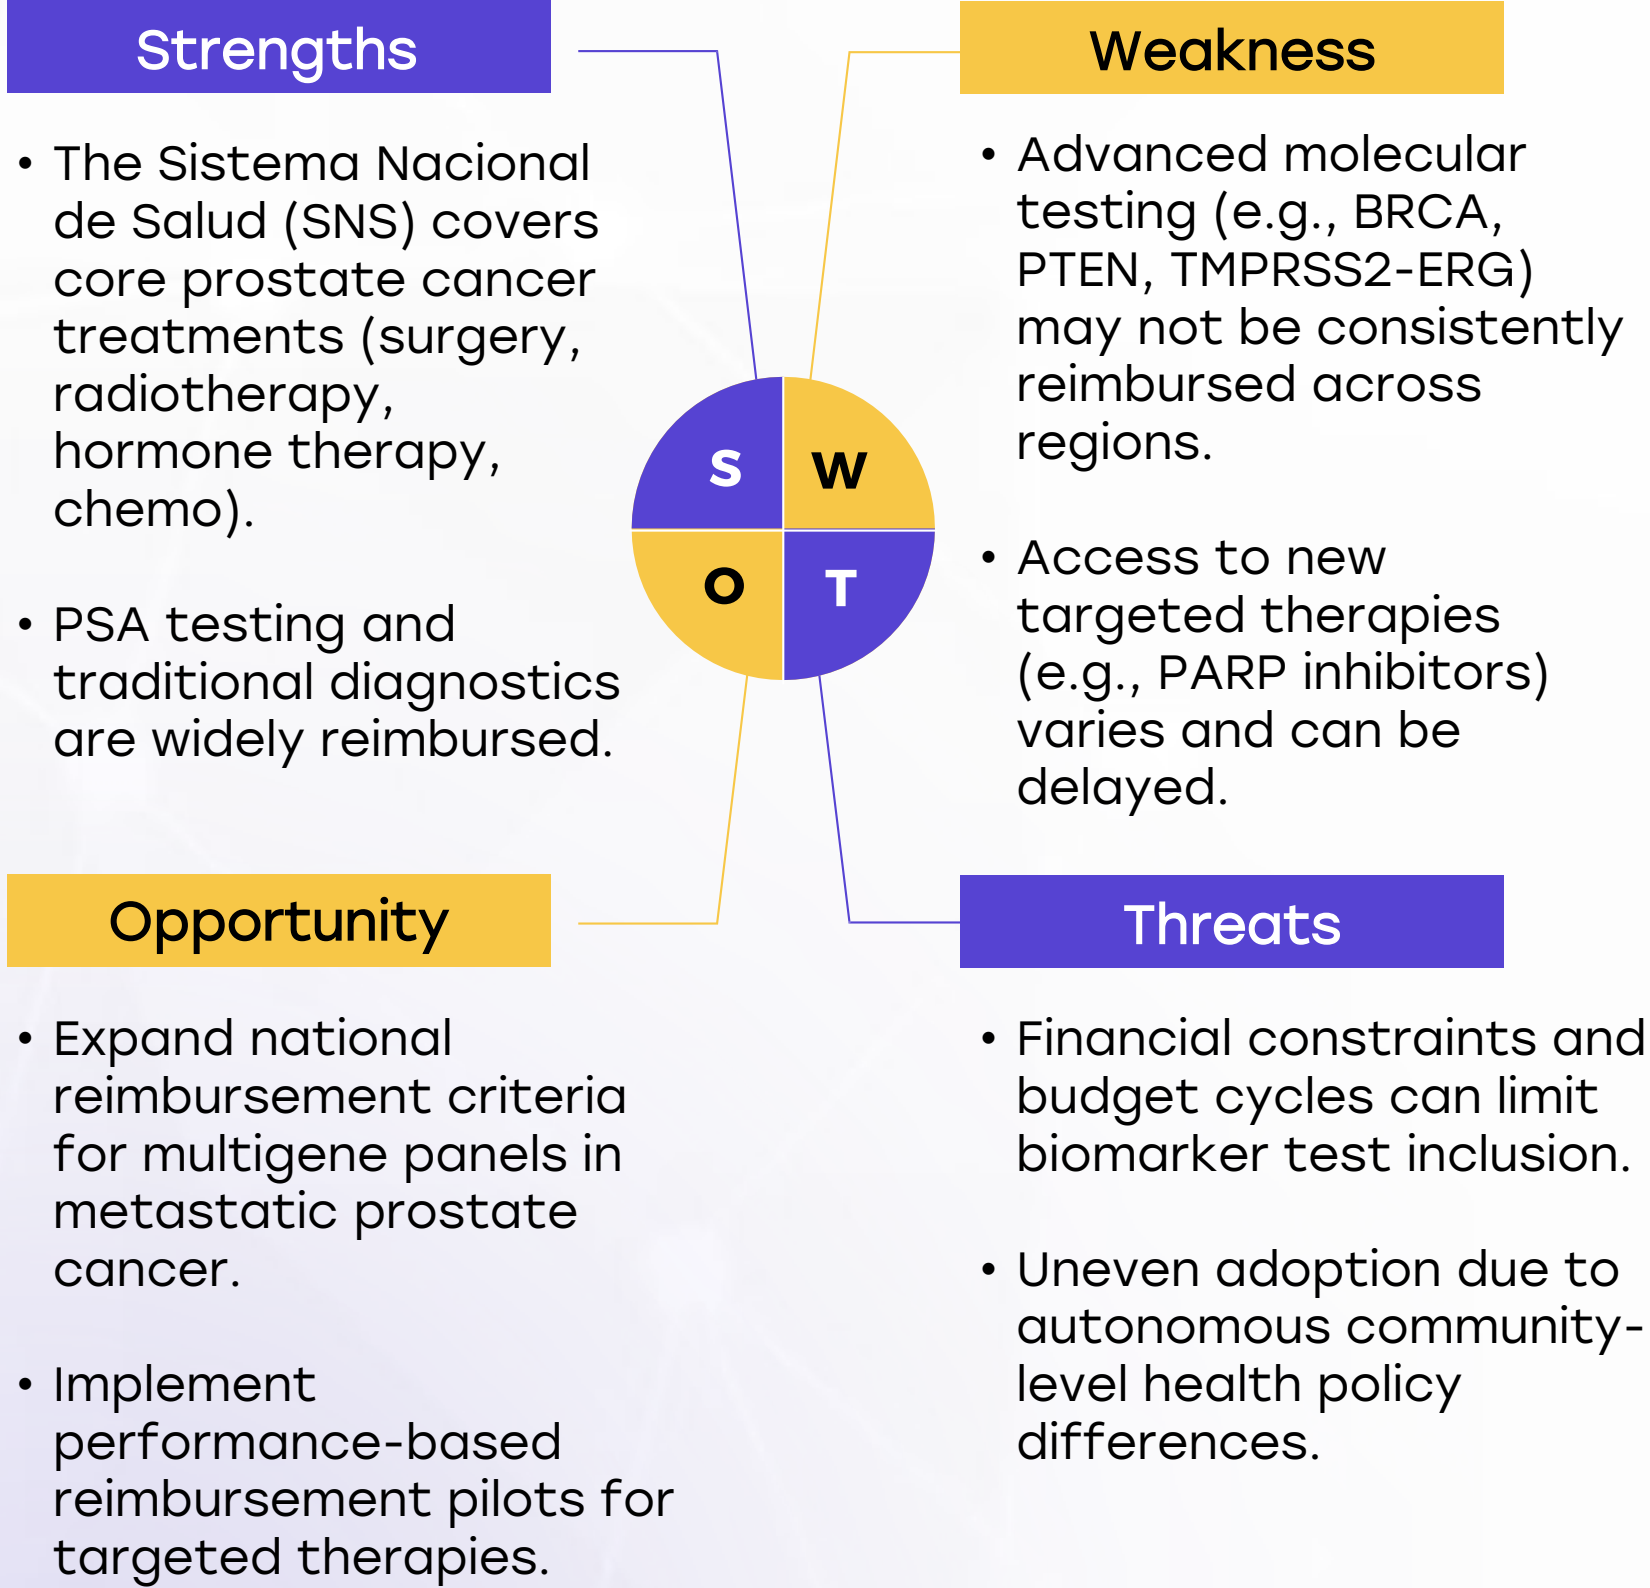 Strengths
• The Sistema Nacional
de Salud (SNS) covers
core prostate cancer
treatments (surgery,
radiotherapy,
hormone therapy,
chemo).
• PSA testing and
traditional diagnostics
are widely reimbursed.
Weakness
• Advanced molecular
testing (e.g., BRCA,
PTEN, TMPRSS2-ERG)
may not be consistently
reimbursed across
regions.
• Access to new
targeted therapies
(e.g., PARP inhibitors)
varies and can be
delayed.
S
W
O
T
Opportunity
• Expand national
reimbursement criteria
for multigene panels in
metastatic prostate
cancer.
• Implement
performance-based
reimbursement pilots for
targeted therapies.
Threats
• Financial constraints and
budget cycles can limit
biomarker test inclusion.
• Uneven adoption due to
autonomous community-
level health policy
differences.